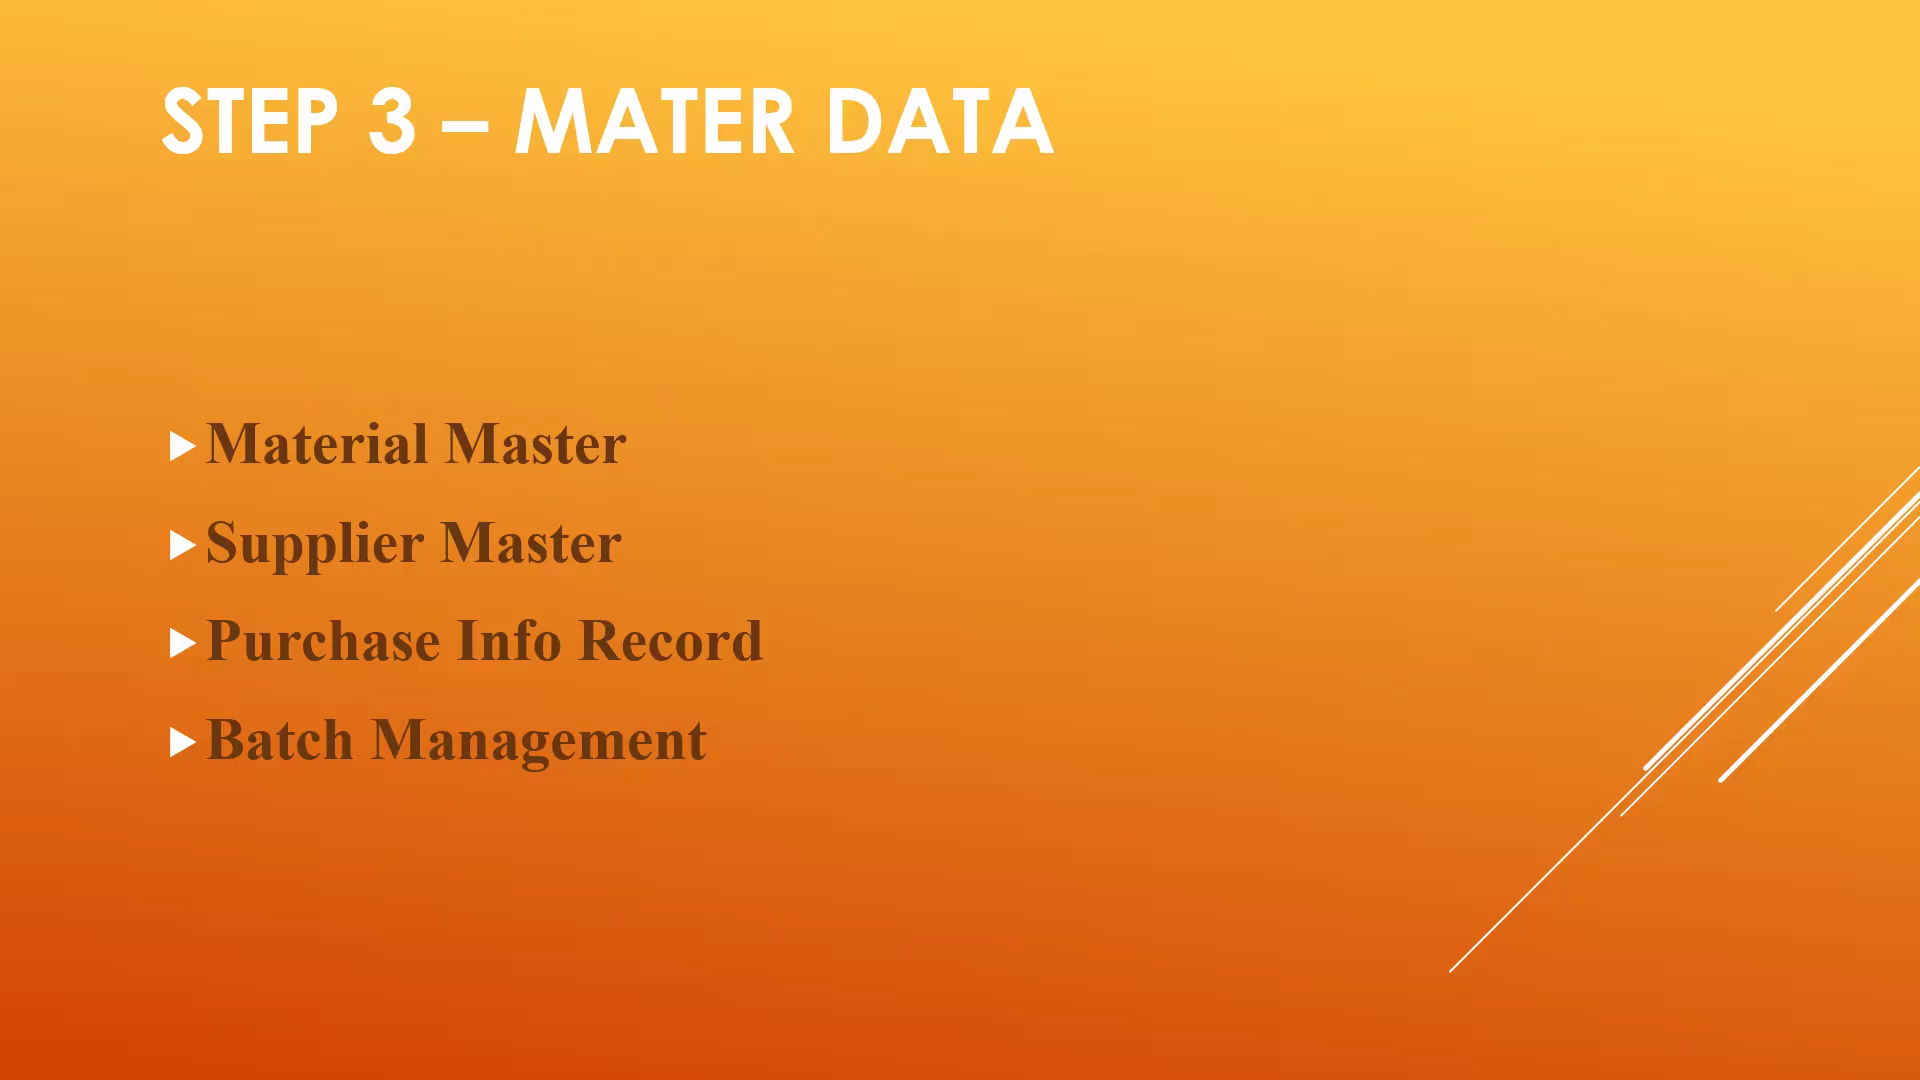 STEP 3 – MATER DATA
Material Master
Supplier Master
Purchase Info Record
Batch Management